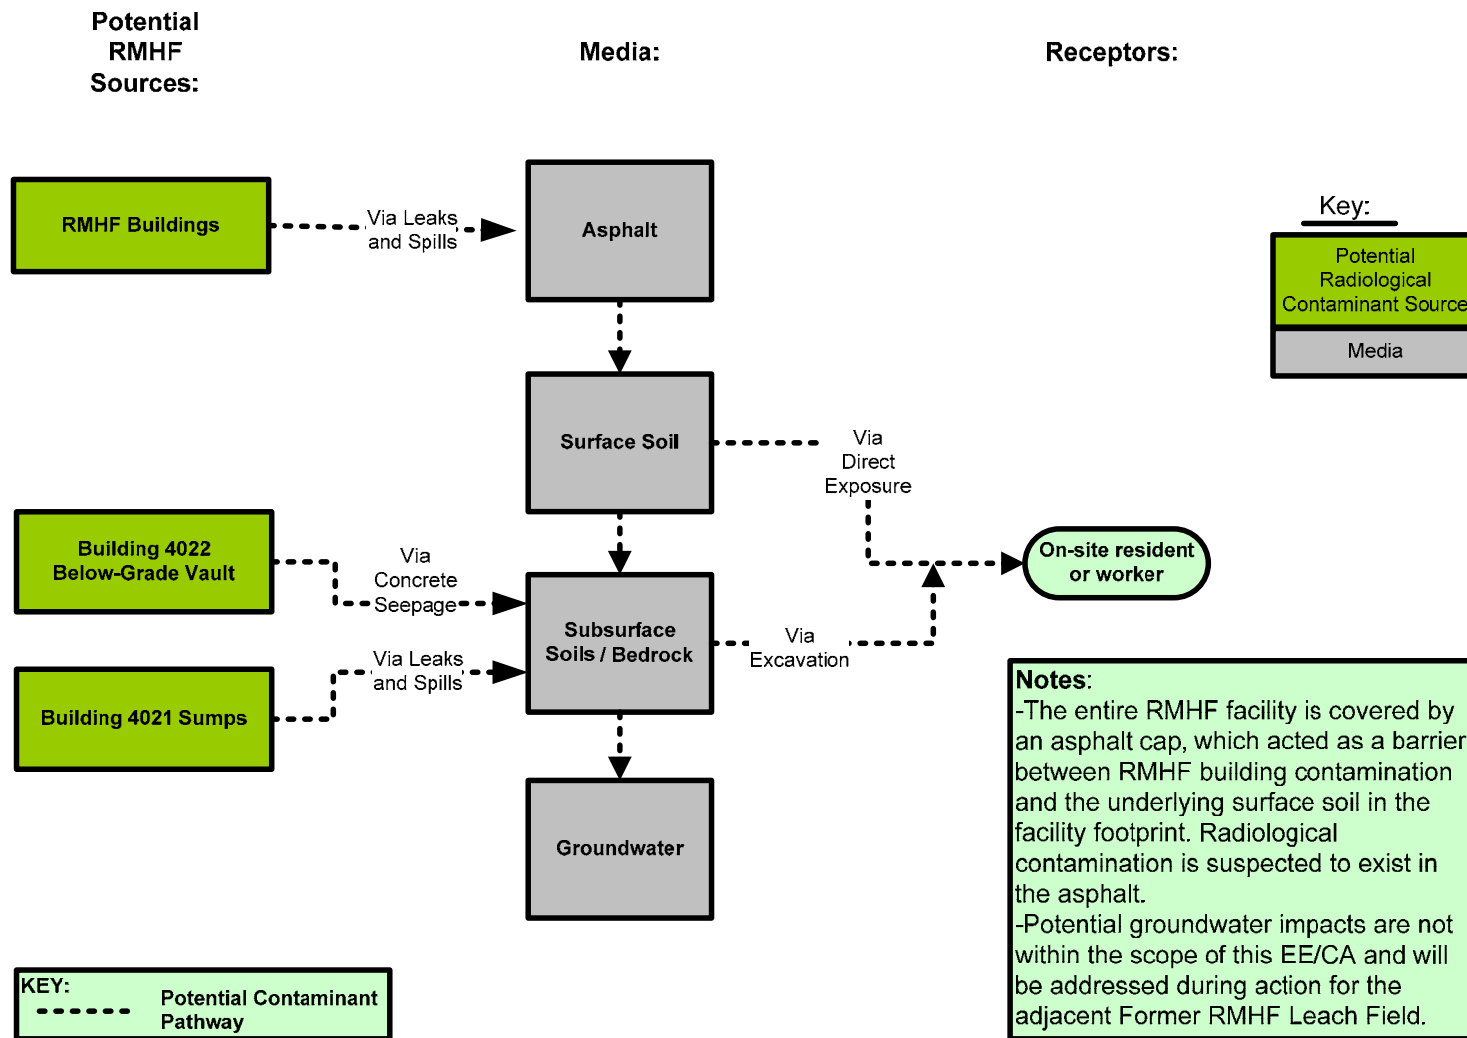 Potential
RMHF
Sources:
Media:
Receptors:
RMHF Buildings
Via Leaks
and Spills
Asphalt
Key:
Potential
Radiological
Contaminant Source
Media
Surface Soil
Via
Direct
Exposure
Building 4022
Below-Grade Vault
Via
Concrete
Seepage
On-site resident
or worker
Subsurface
Soils / Bedrock
Via
Excavation
Building 4021 Sumps
Via Leaks
and Spills
Groundwater
Notes:
-The entire RMHF facility is covered by
an asphalt cap, which acted as a barrier
between RMHF building contamination
and the underlying surface soil in the
facility footprint. Radiological
contamination is suspected to exist in
the asphalt.
-Potential groundwater impacts are not
within the scope of this EE/CA and will
be addressed during action for the
adjacent Former RMHF Leach Field.
KEY:
Potential Contaminant
Pathway